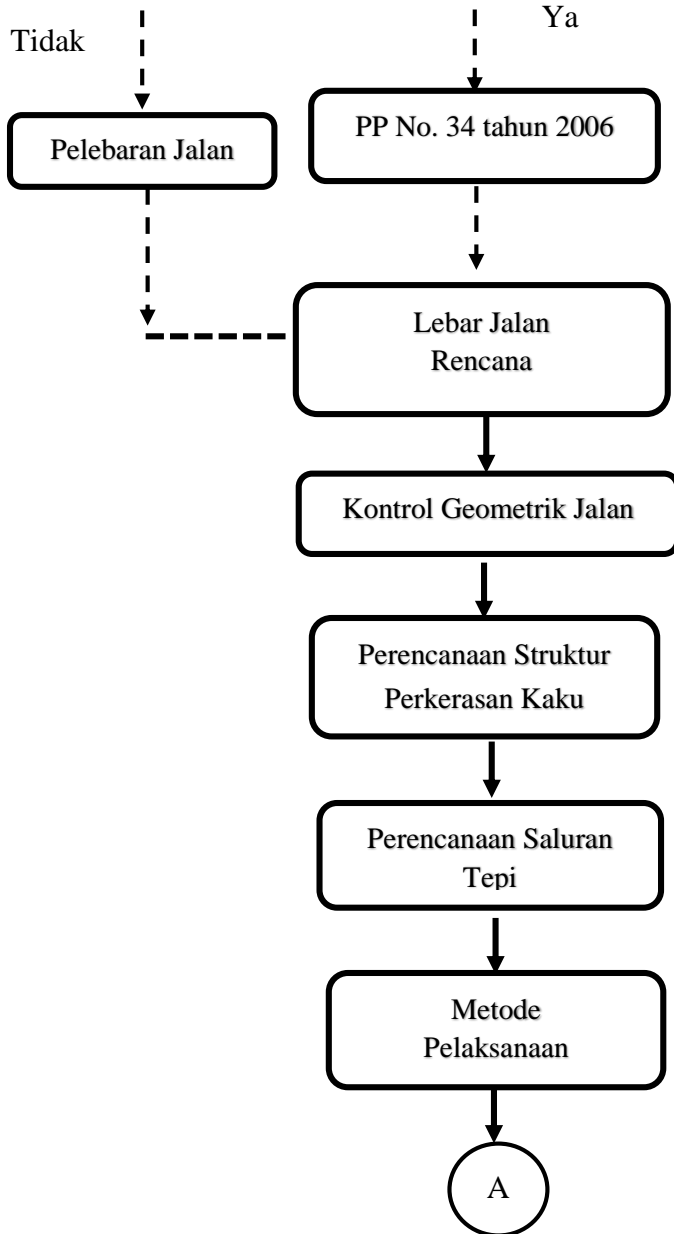 Tidak
Ya
Pelebaran Jalan
PP No. 34 tahun 2006
Lebar Jalan
Rencana
Kontrol Geometrik Jalan
Perencanaan Struktur
Perkerasan Kaku
Perencanaan Saluran
Tepi
Metode
Pelaksanaan
A